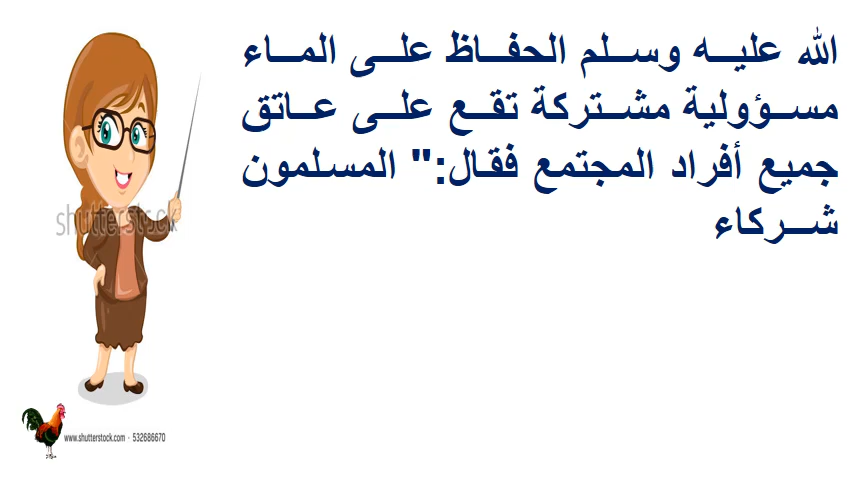 الله عليه وسلم الحفاظ على الماء
مسؤولية مشتركة تقع على عاتق
جميع أفراد المجتمع فقال:" المسلمون
شركاء
shutterstock
www.shutterstock.com · 532686670